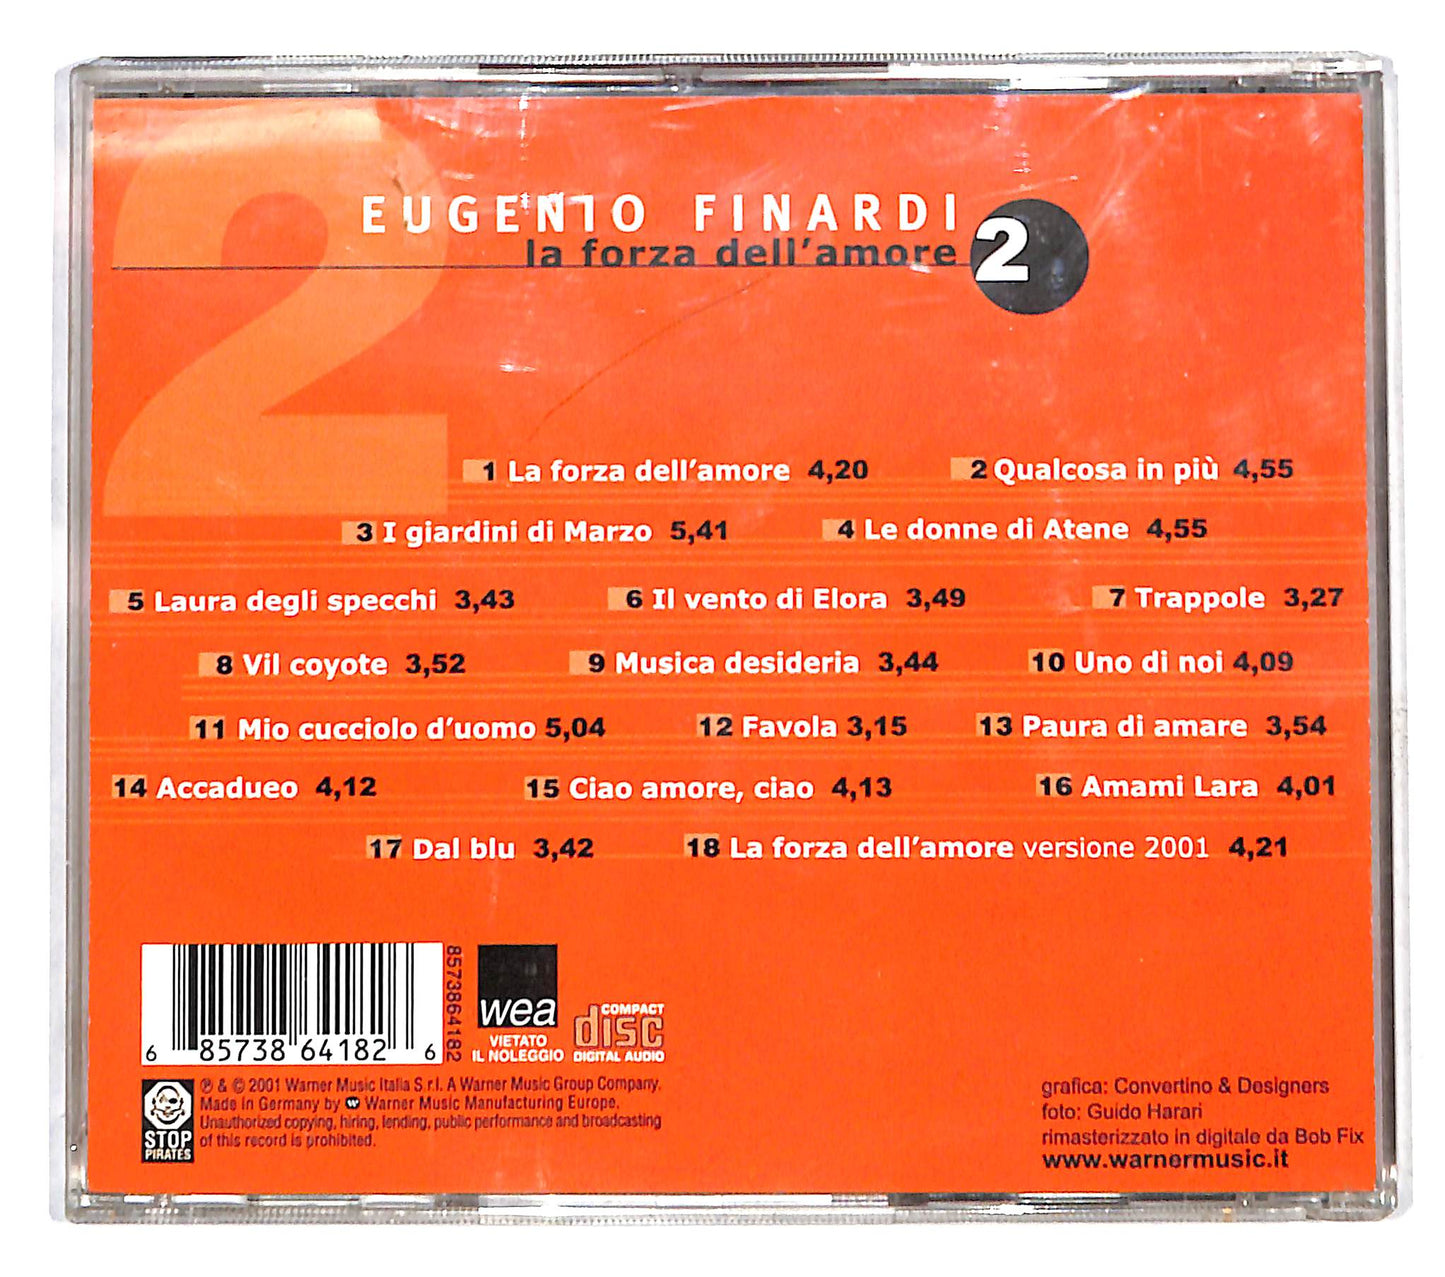 2
EUGENIO FINARDI
la forza dell'amore 2
1 La forza dell'amore 4,20 2 Qualcosa in più 4,55
3 I giardini di Marzo 5,41 4 Le donne di Atene 4,55
5 Laura degli specchi 3,43 6 Il vento di Elora 3,49 7 Trappole 3,27
8 Vil coyote 3,52 9 Musica desideria 3,44 10 Uno di noi 4,09
11 Mio cucciolo d'uomo 5,04 12 Favola 3,15 13 Paura di amare 3,54
14 Accadueo 4,12 15 Ciao amore, ciao 4,13 16 Amami Lara 4,01
17 Dal blu 3,42 18 La forza dell'amore versione 2001 4,21
6 85738 64182 6
8573864182
wea
VIETATO
IL NOLEGGIO
COMPACT
disc
DIGITAL AUDIO
STOP
PIRATES
℗ & © 2001 Warner Music Italia S.r.l. A Warner Music Group Company.
Made in Germany by W Warner Music Manufacturing Europe.
Unauthorized copying, hiring, lending, public performance and broadcasting
of this record is prohibited.
grafica: Convertino & Designers
foto: Guido Harari
rimasterizzato in digitale da Bob Fix
www.warnermusic.it